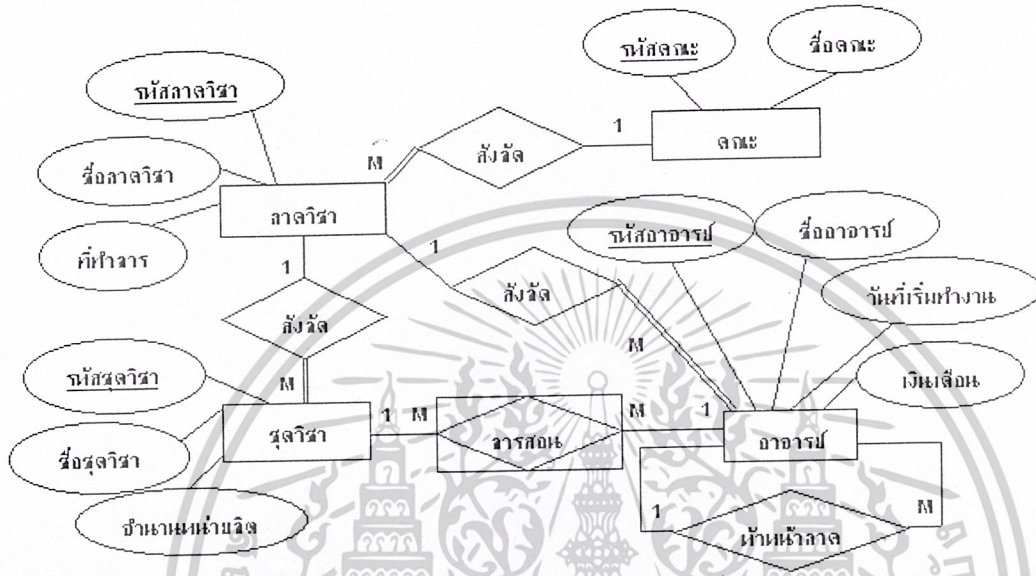 รหัสคณะ
ชื่อคณะ
รหัสภาควิชา
1
M
สังกัด
คณะ
ชื่อภาควิชา
ภาควิชา
รหัสอาจารย์
ชื่ออาจารย์
1
ที่ทำการ
1
สังกัด
วันที่เริ่มทำงาน
สังกัด
M
รหัสชุดวิชา
M
เงินเดือน
1
M
M
1
ชุดวิชา
การสอน
อาจารย์
ชื่อชุดวิชา
1
M
จำนวนหน่วยกิต
หัวหน้าภาค